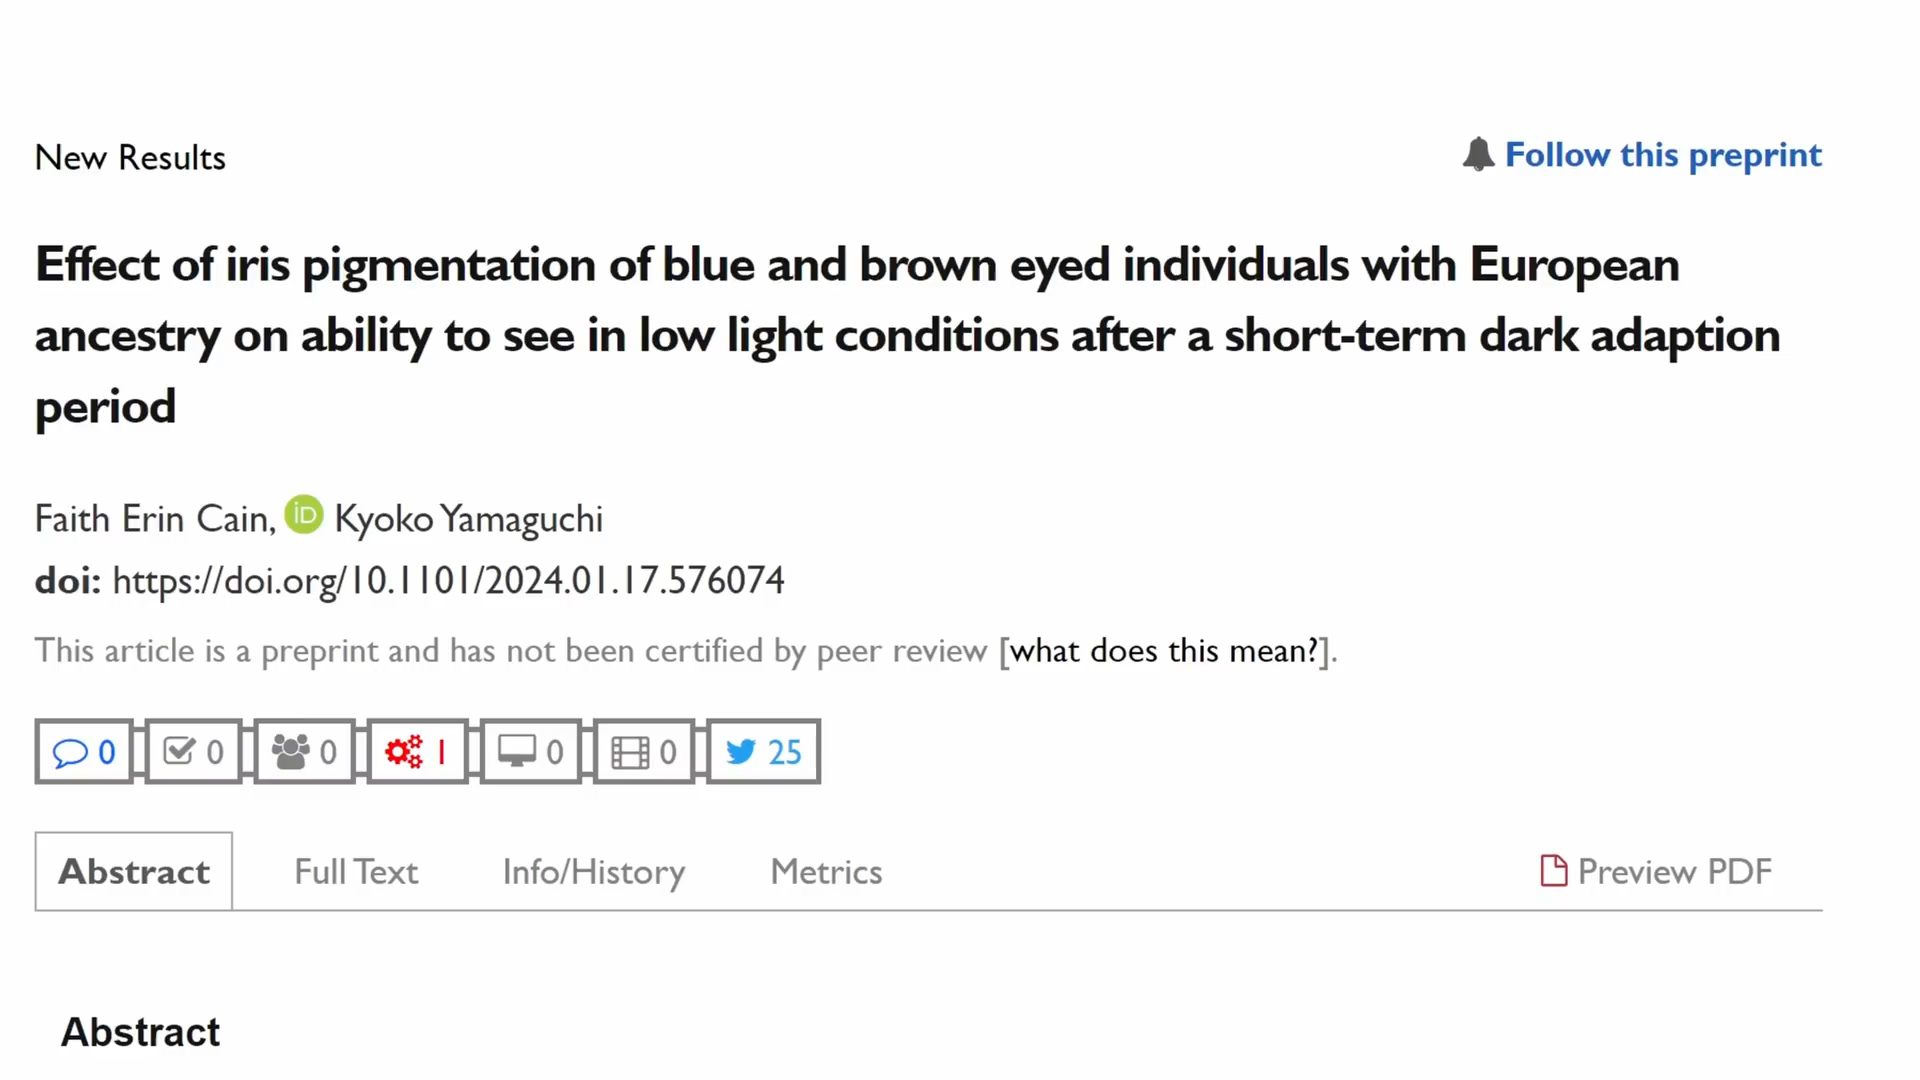 New Results
Follow this preprint
Effect of iris pigmentation of blue and brown eyed individuals with European
ancestry on ability to see in low light conditions after a short-term dark adaption
period
Faith Erin Cain, iD Kyoko Yamaguchi
doi: https://doi.org/10.1101/2024.01.17.576074
This article is a preprint and has not been certified by peer review [what does this mean?].
0 0 0 1 0 0 25
Abstract Full Text Info/History Metrics Preview PDF
Abstract